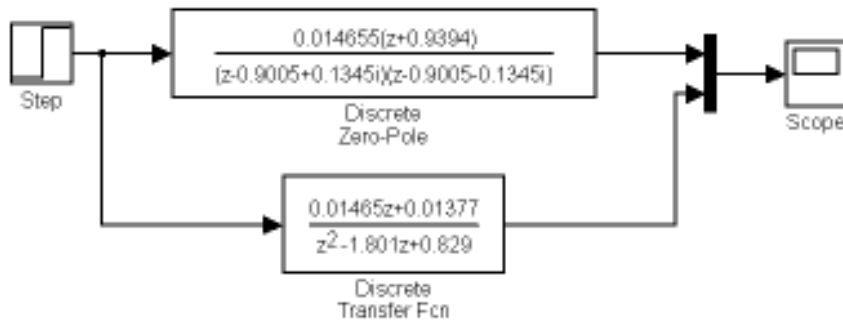 0.014655(z+0.9394)
(z-0.9005+0.1345i)(z-0.9005-0.1345i)
Step
Discrete
Zero-Pole
Scope
0.01465z+0.01377
z²-1.801z+0.829
Discrete
Transfer Fcn